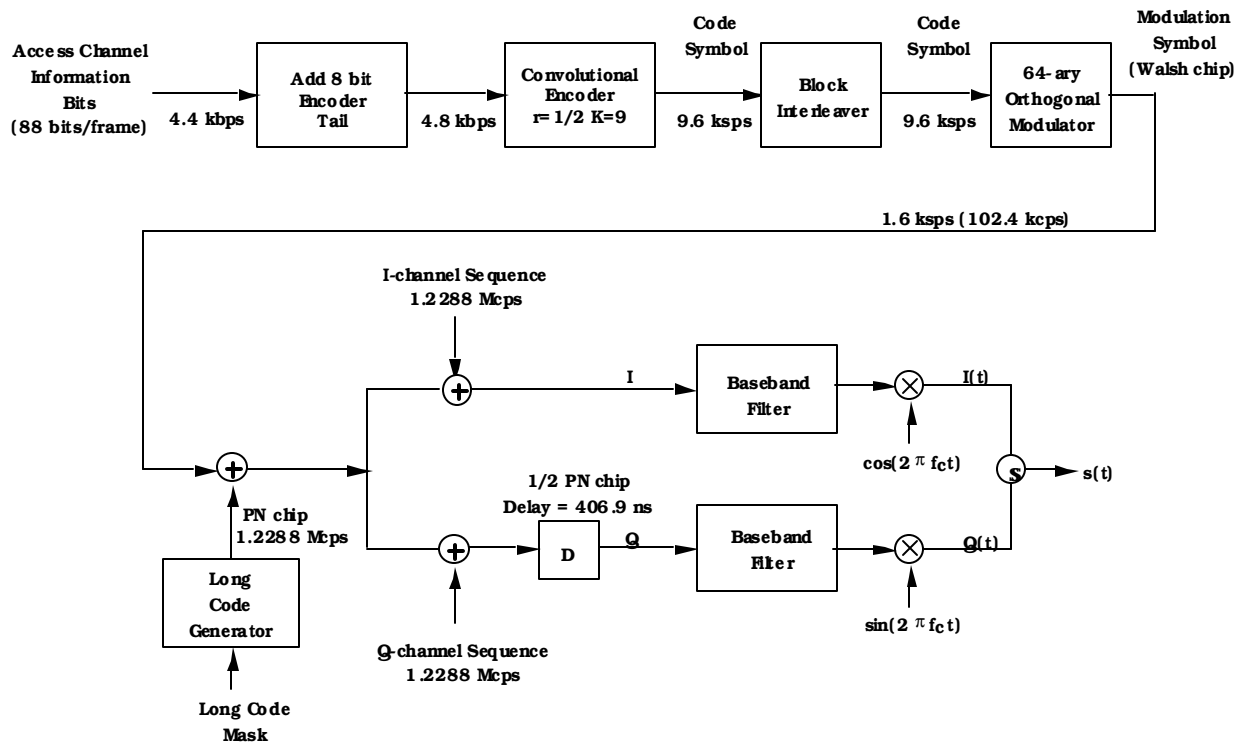 Access Channel
Information
Bits
(88 bits/frame)
4.4 kbps
Add 8 bit
Encoder
Tail
4.8 kbps
Convolutional
Encoder
r=1/2 K=9
Code
Symbol
9.6 ksps
Block
Interleaver
Code
Symbol
9.6 ksps
64-ary
Orthogonal
Modulator
Modulation
Symbol
(Walsh chip)
1.6 ksps (102.4 kcps)
I-channel Sequence
1.2288 Mcps
+
I
Baseband
Filter
×
I(t)
cos(2 π fct)
+
PN chip
1.2288 Mcps
Long
Code
Generator
Long Code
Mask
1/2 PN chip
Delay = 406.9 ns
+
D
Q
Baseband
Filter
×
Q(t)
sin(2 π fct)
Q-channel Sequence
1.2288 Mcps
S
s(t)